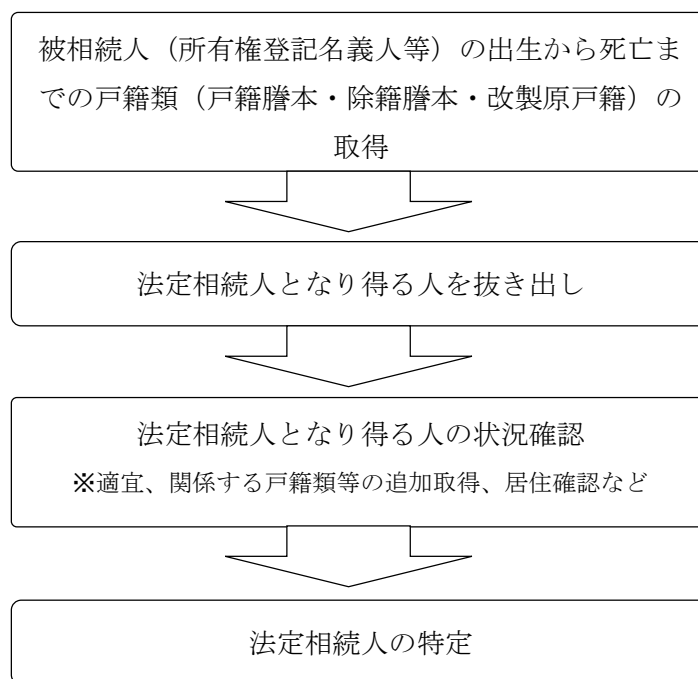 被相続人（所有権登記名義人等）の出生から死亡ま
での戸籍類（戸籍謄本・除籍謄本・改製原戸籍）の
取得
法定相続人となり得る人を抜き出し
法定相続人となり得る人の状況確認
※適宜、関係する戸籍類等の追加取得、居住確認など
法定相続人の特定